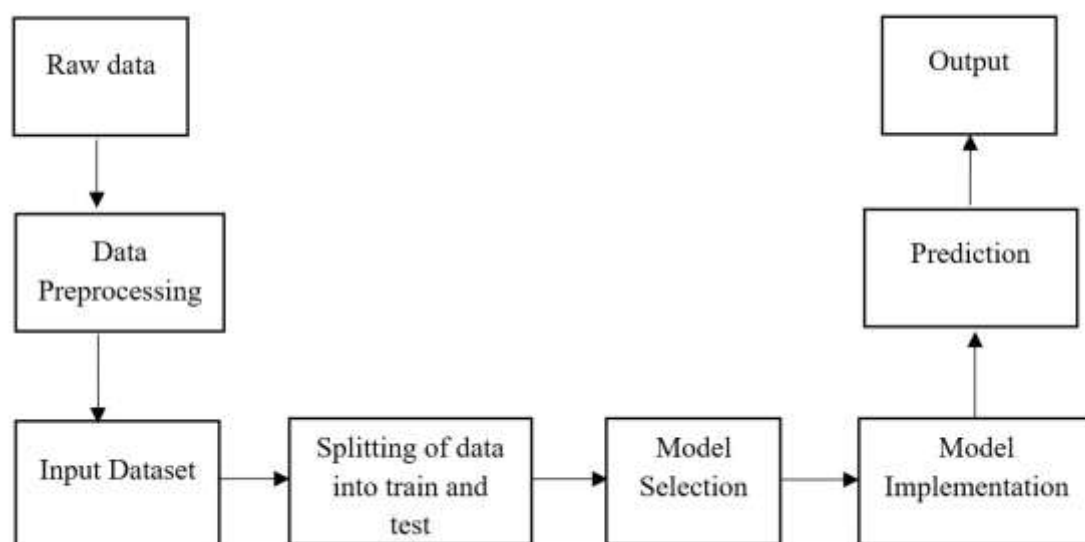 Raw data
Data
Preprocessing
Input Dataset
Splitting of data
into train and
test
Model
Selection
Model
Implementation
Prediction
Output